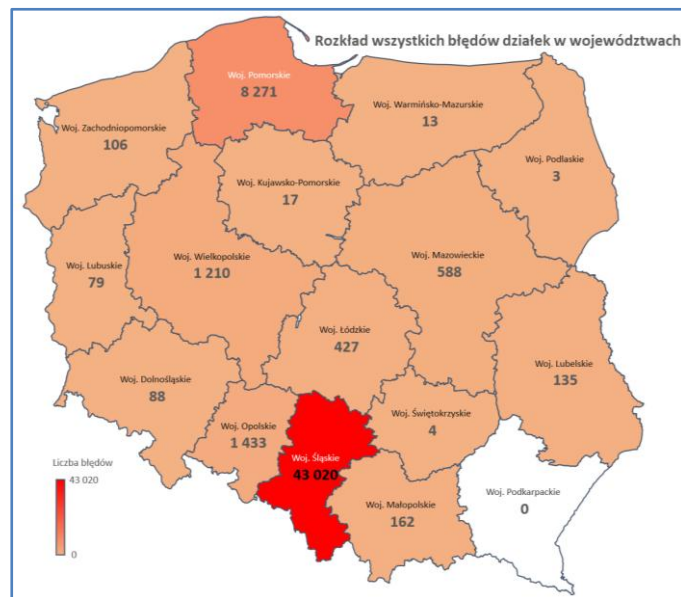 Rozkład wszystkich błędów działek w województwach
Woj. Pomorskie
8 271
Woj. Warmińsko-Mazurskie
13
Woj. Zachodniopomorskie
106
Woj. Podlaskie
3
Woj. Kujawsko-Pomorskie
17
Woj. Lubuskie
79
Woj. Wielkopolskie
1 210
Woj. Mazowieckie
588
Woj. Łódzkie
427
Woj. Lubelskie
135
Woj. Dolnośląskie
88
Woj. Opolskie
1 433
Woj. Świętokrzyskie
4
Woj. Śląskie
43 020
Woj. Małopolskie
162
Woj. Podkarpackie
0
Liczba błędów
43 020
0